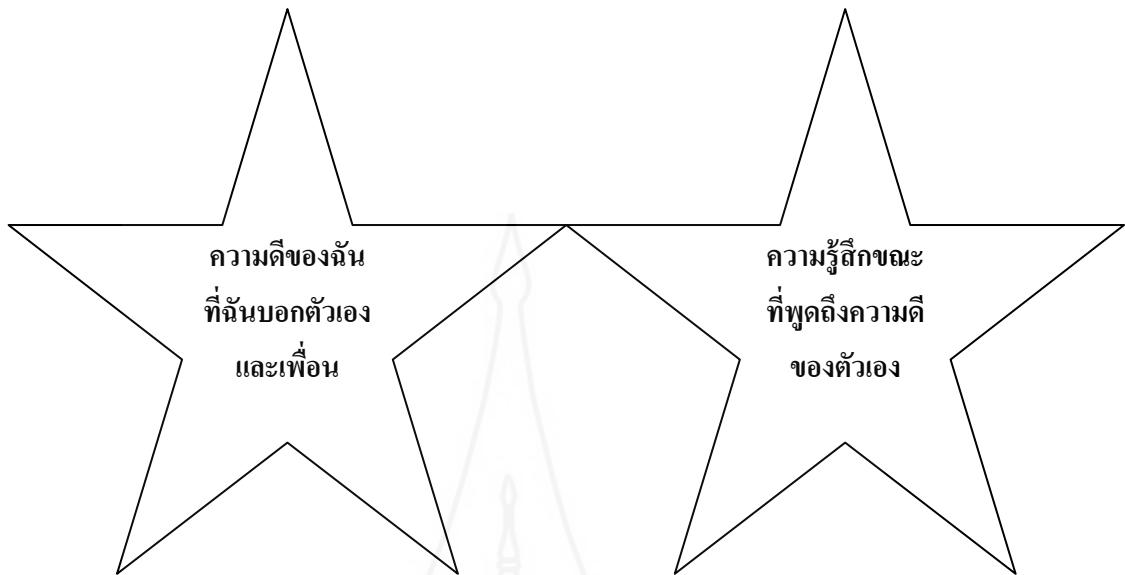 ความดีของฉัน
ที่ฉันบอกตัวเอง
และเพื่อน
ความรู้สึกขณะ
ที่พูดถึงความดี
ของตัวเอง